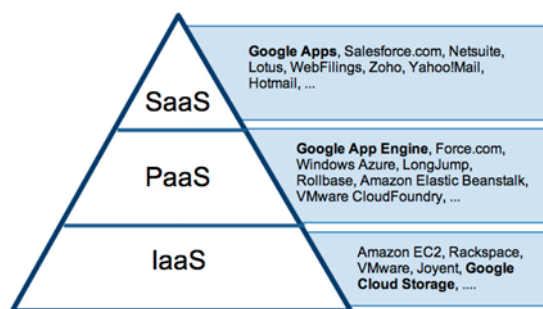 Google Apps, Salesforce.com, Netsuite,
Lotus, WebFilings, Zoho, Yahoo!Mail,
Hotmail, ...
SaaS
Google App Engine, Force.com,
Windows Azure, LongJump,
Rollbase, Amazon Elastic Beanstalk,
VMware CloudFoundry, ...
PaaS
Amazon EC2, Rackspace,
VMware, Joyent, Google
Cloud Storage, ....
IaaS